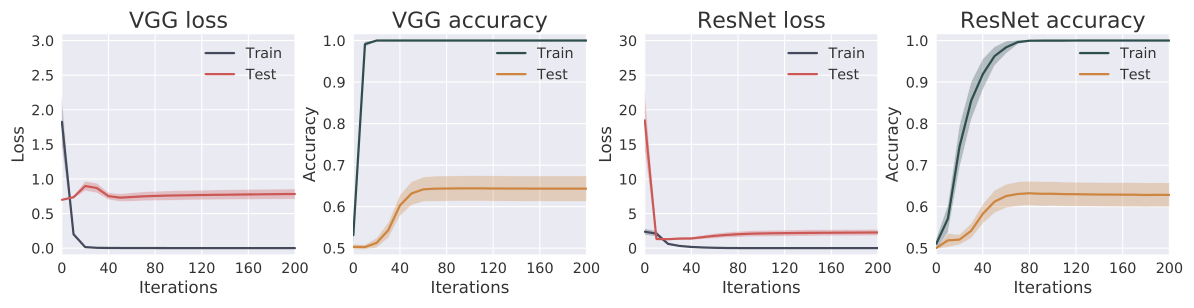 VGG loss
3.0
2.5
2.0
1.5
1.0
0.5
0.0
Loss
0 40 80 120 160 200
Iterations
Train
Test
VGG accuracy
1.0
0.9
0.8
0.7
0.6
0.5
Accuracy
0 40 80 120 160 200
Iterations
Train
Test
ResNet loss
30
25
20
15
10
5
0
Loss
0 40 80 120 160 200
Iterations
Train
Test
ResNet accuracy
1.0
0.9
0.8
0.7
0.6
0.5
Accuracy
0 40 80 120 160 200
Iterations
Train
Test